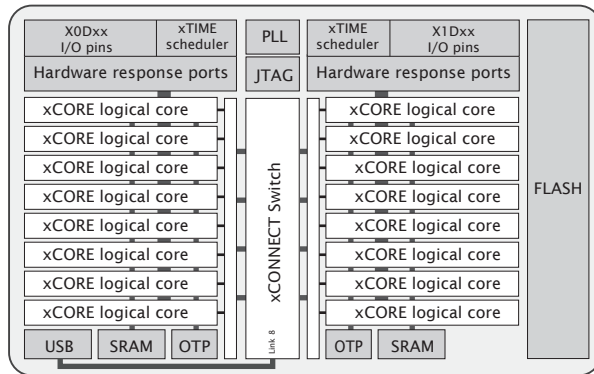 X0Dxx
I/O pins
xTIME
scheduler
PLL
xTIME
scheduler
X1Dxx
I/O pins
Hardware response ports
JTAG
Hardware response ports
xCORE logical core
xCORE logical core
xCORE logical core
xCORE logical core
xCORE logical core
xCORE logical core
xCORE logical core
xCORE logical core
xCONNECT Switch
Link 8
xCORE logical core
xCORE logical core
xCORE logical core
xCORE logical core
xCORE logical core
xCORE logical core
xCORE logical core
xCORE logical core
FLASH
USB
SRAM
OTP
OTP
SRAM